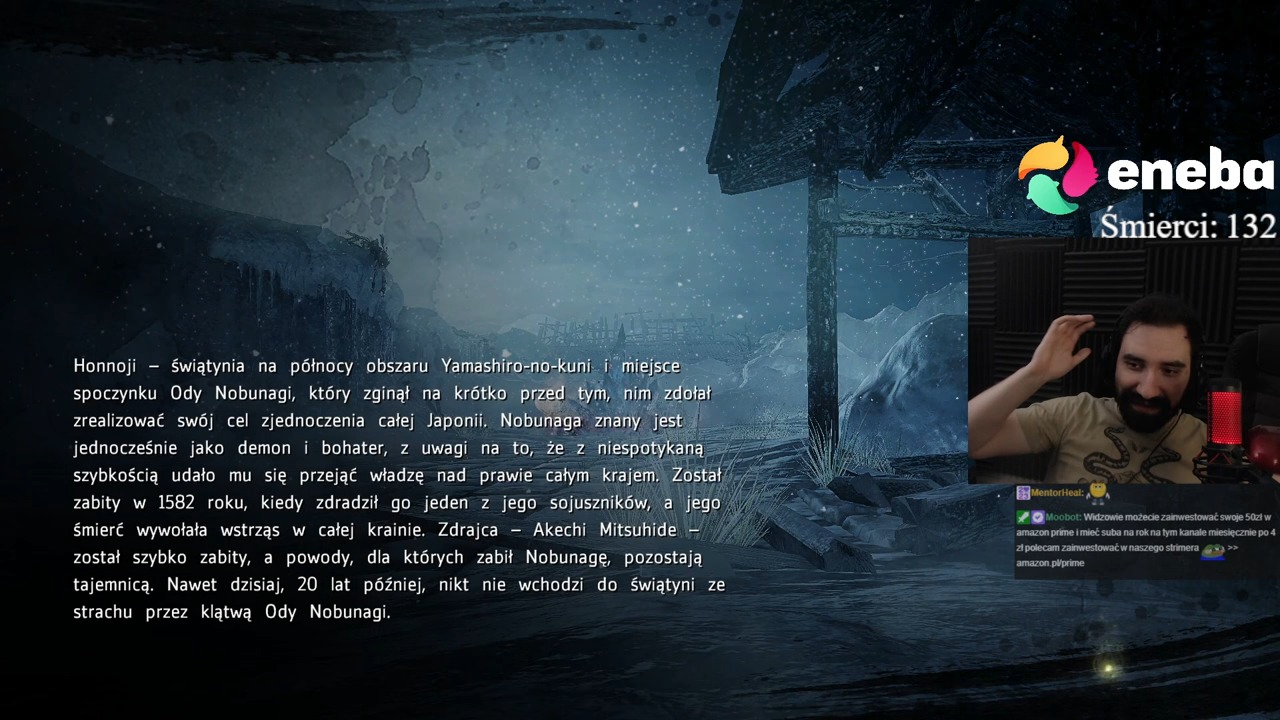 eneba
Śmierci: 132
Honnoji – świątynia na północy obszaru Yamashiro-no-kuni i miejsce
spoczynku Ody Nobunagi, który zginął na krótko przed tym, nim zdołał
zrealizować swój cel zjednoczenia całej Japonii. Nobunaga znany jest
jednocześnie jako demon i bohater, z uwagi na to, że z niespotykaną
szybkością udało mu się przejąć władzę nad prawie całym krajem. Został
zabity w 1582 roku, kiedy zdradził go jeden z jego sojuszników, a jego
śmierć wywołała wstrząs w całej krainie. Zdrajca – Akechi Mitsuhide –
został szybko zabity, a powody, dla których zabił Nobunagę, pozostają
tajemnicą. Nawet dzisiaj, 20 lat później, nikt nie wchodzi do świątyni ze
strachu przez klątwą Ody Nobunagi.
MentorHeal:
Moobot: Widzowie możecie zainwestować swoje 50zł w
amazon prime i mieć suba na rok na tym kanale miesięcznie po 4
zł polecam zainwestować w naszego strimera >>
amazon.pl/prime